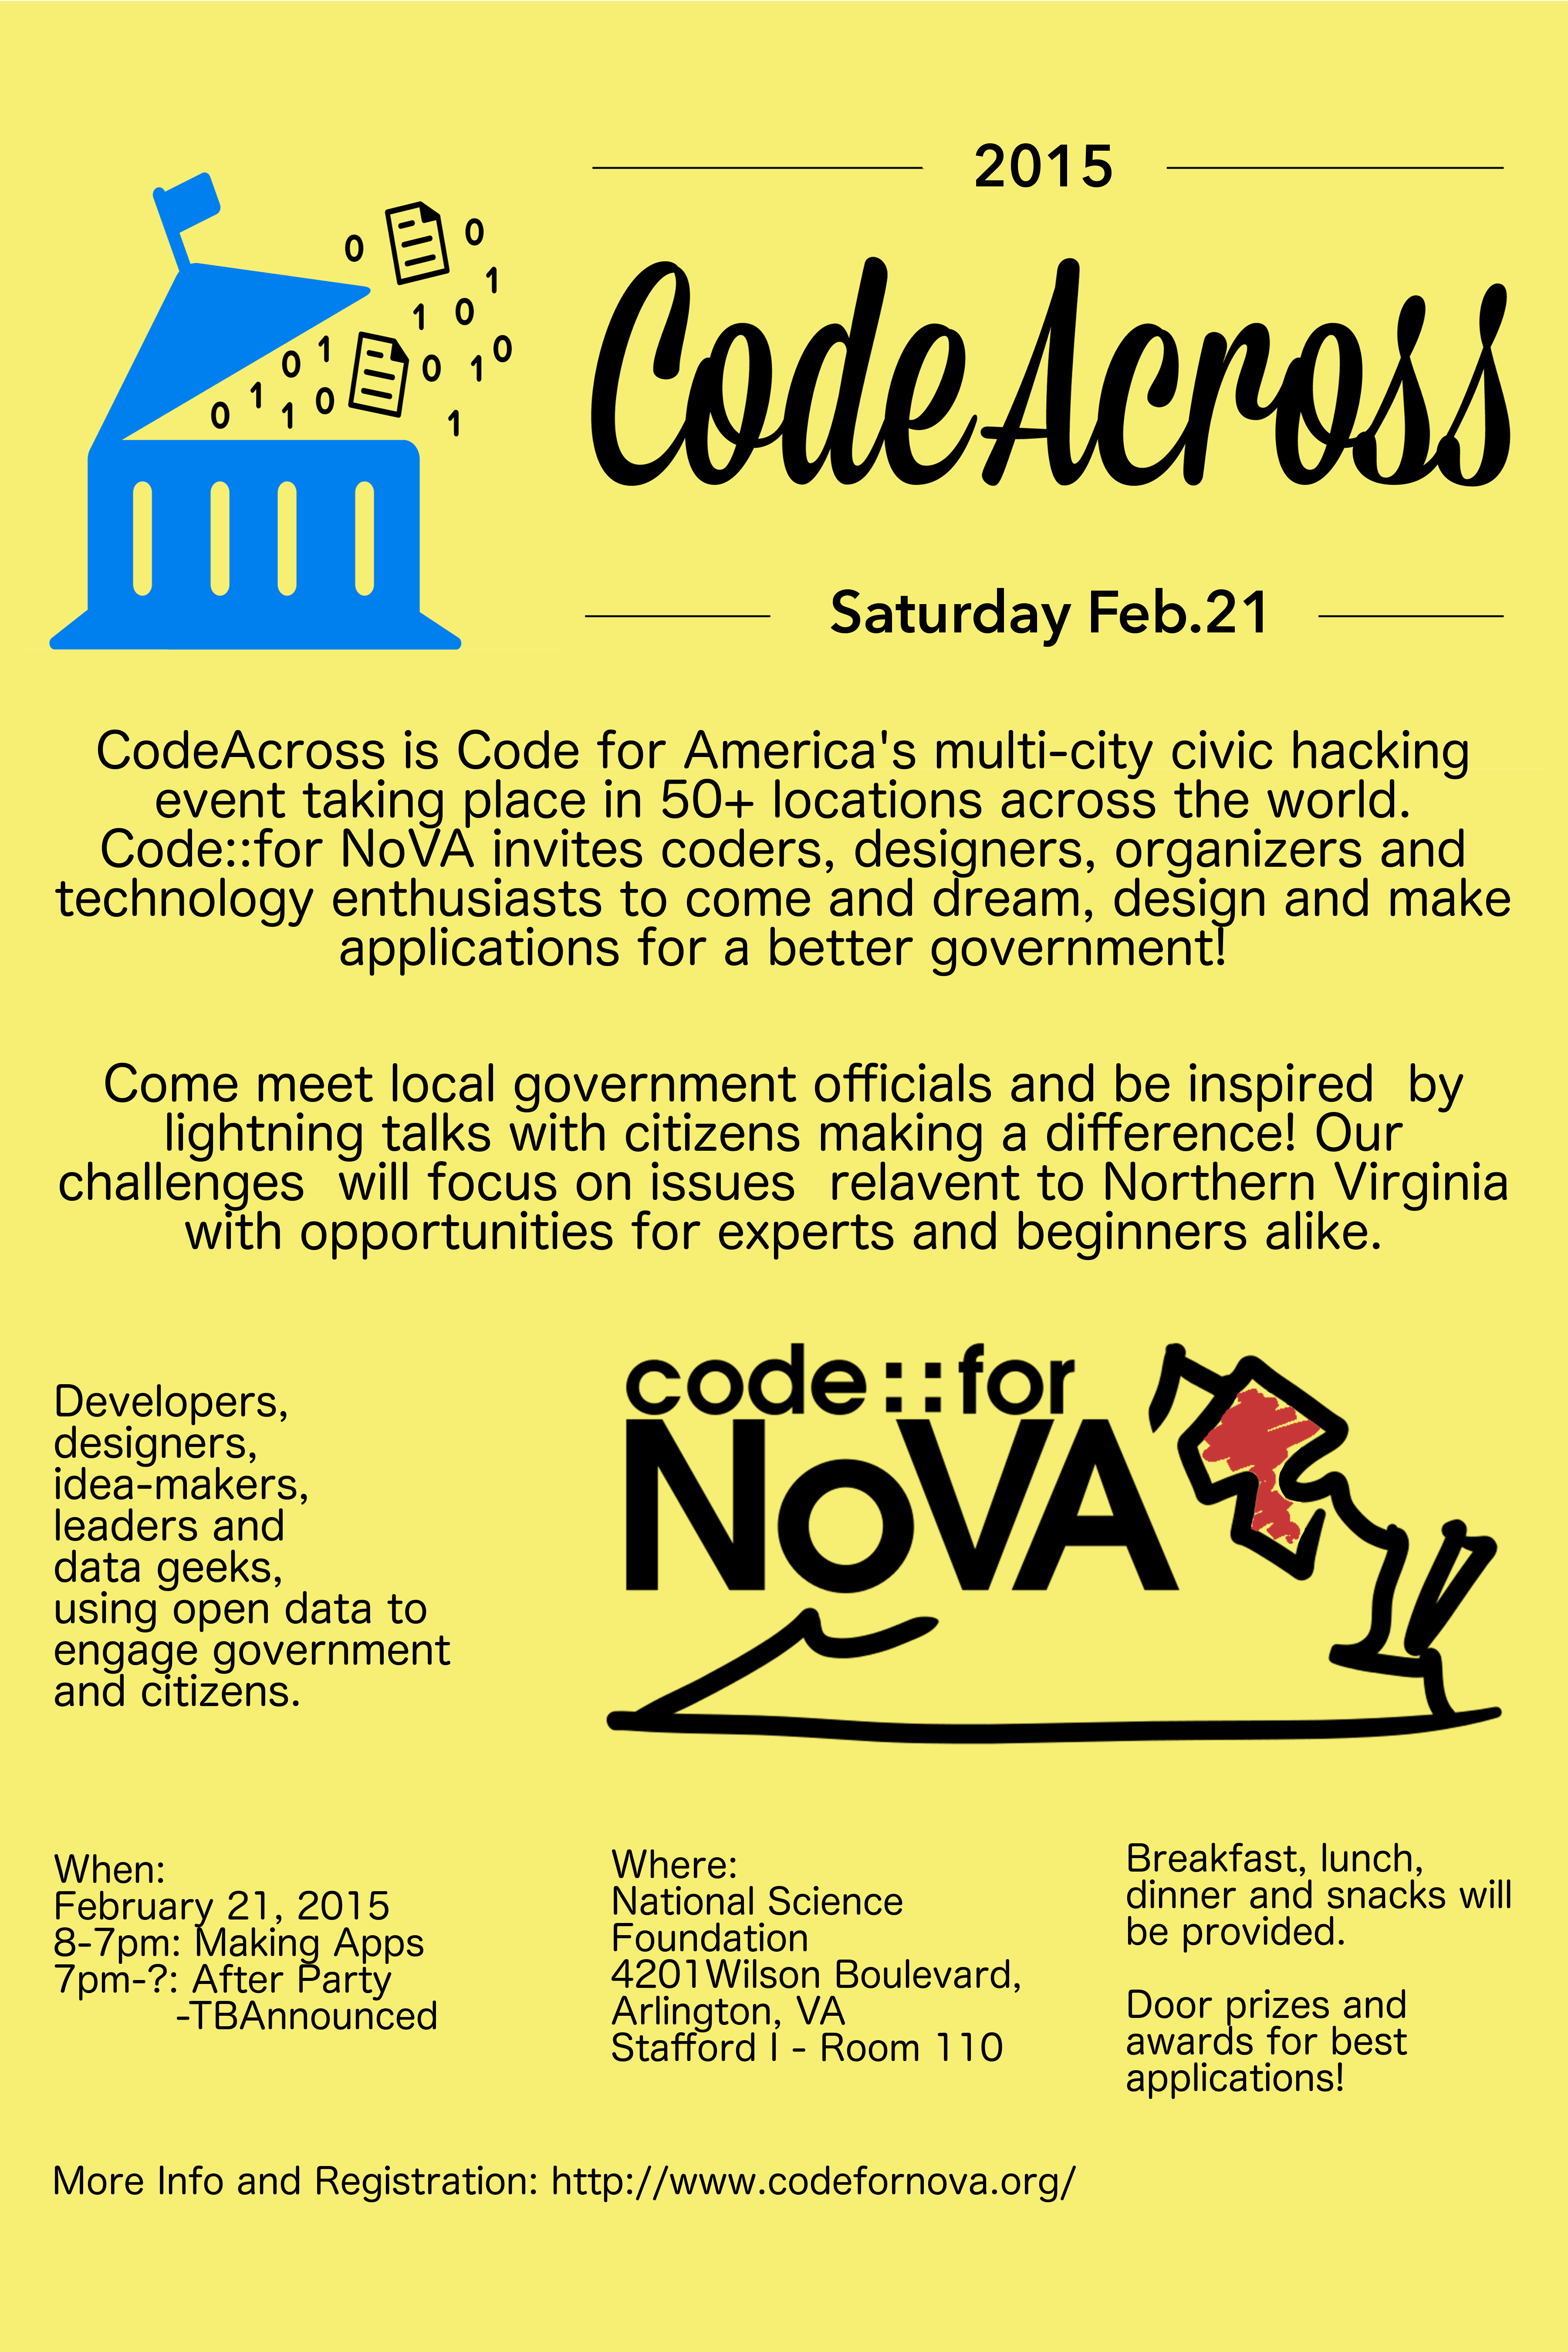 2015
CodeAcross
Saturday Feb.21
0
0
1
1 0
0 1 0 1 0
0 1 1 0 1
CodeAcross is Code for America's multi-city civic hacking
event taking place in 50+ locations across the world.
Code::for NoVA invites coders, designers, organizers and
technology enthusiasts to come and dream, design and make
applications for a better government!
Come meet local government officials and be inspired  by
lightning talks with citizens making a difference! Our
challenges  will focus on issues  relavent to Northern Virginia
with opportunities for experts and beginners alike.
Developers,
designers,
idea-makers,
leaders and
data geeks,
using open data to
engage government
and citizens.
code::for
NoVA
When:
February 21, 2015
8-7pm: Making Apps
7pm-?: After Party
-TBAnnounced
Where:
National Science
Foundation
4201Wilson Boulevard,
Arlington, VA
Stafford I - Room 110
Breakfast, lunch,
dinner and snacks will
be provided.
Door prizes and
awards for best
applications!
More Info and Registration: http://www.codefornova.org/